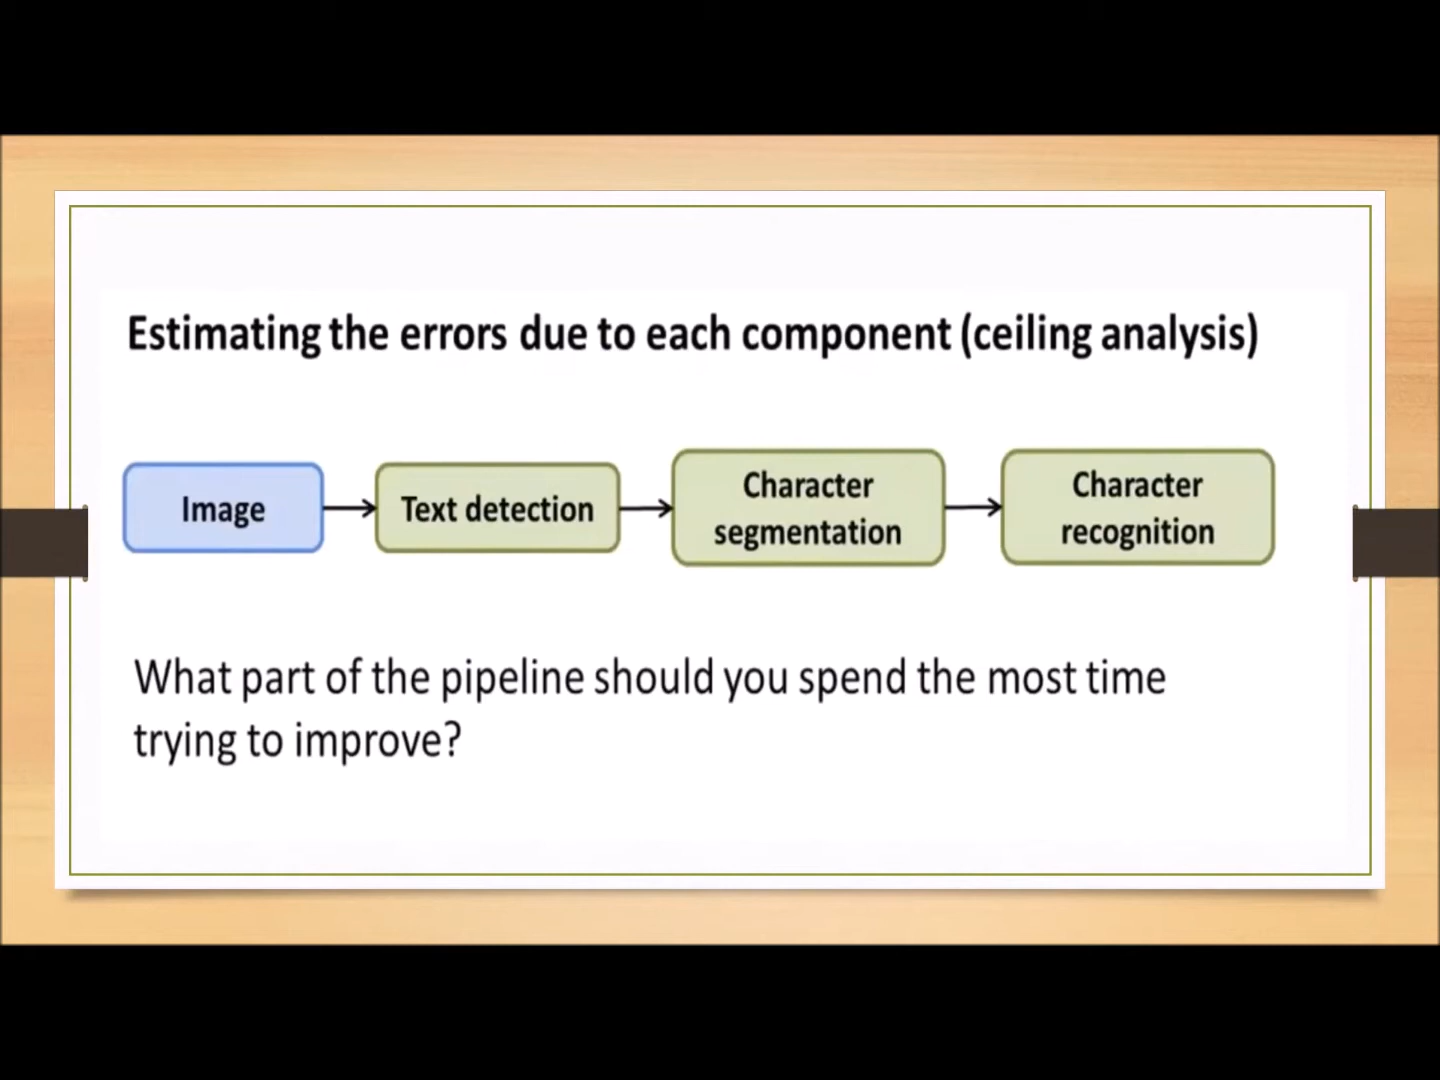 Estimating the errors due to each component (ceiling analysis)
Image
Text detection
Character
segmentation
Character
recognition
What part of the pipeline should you spend the most time
trying to improve?